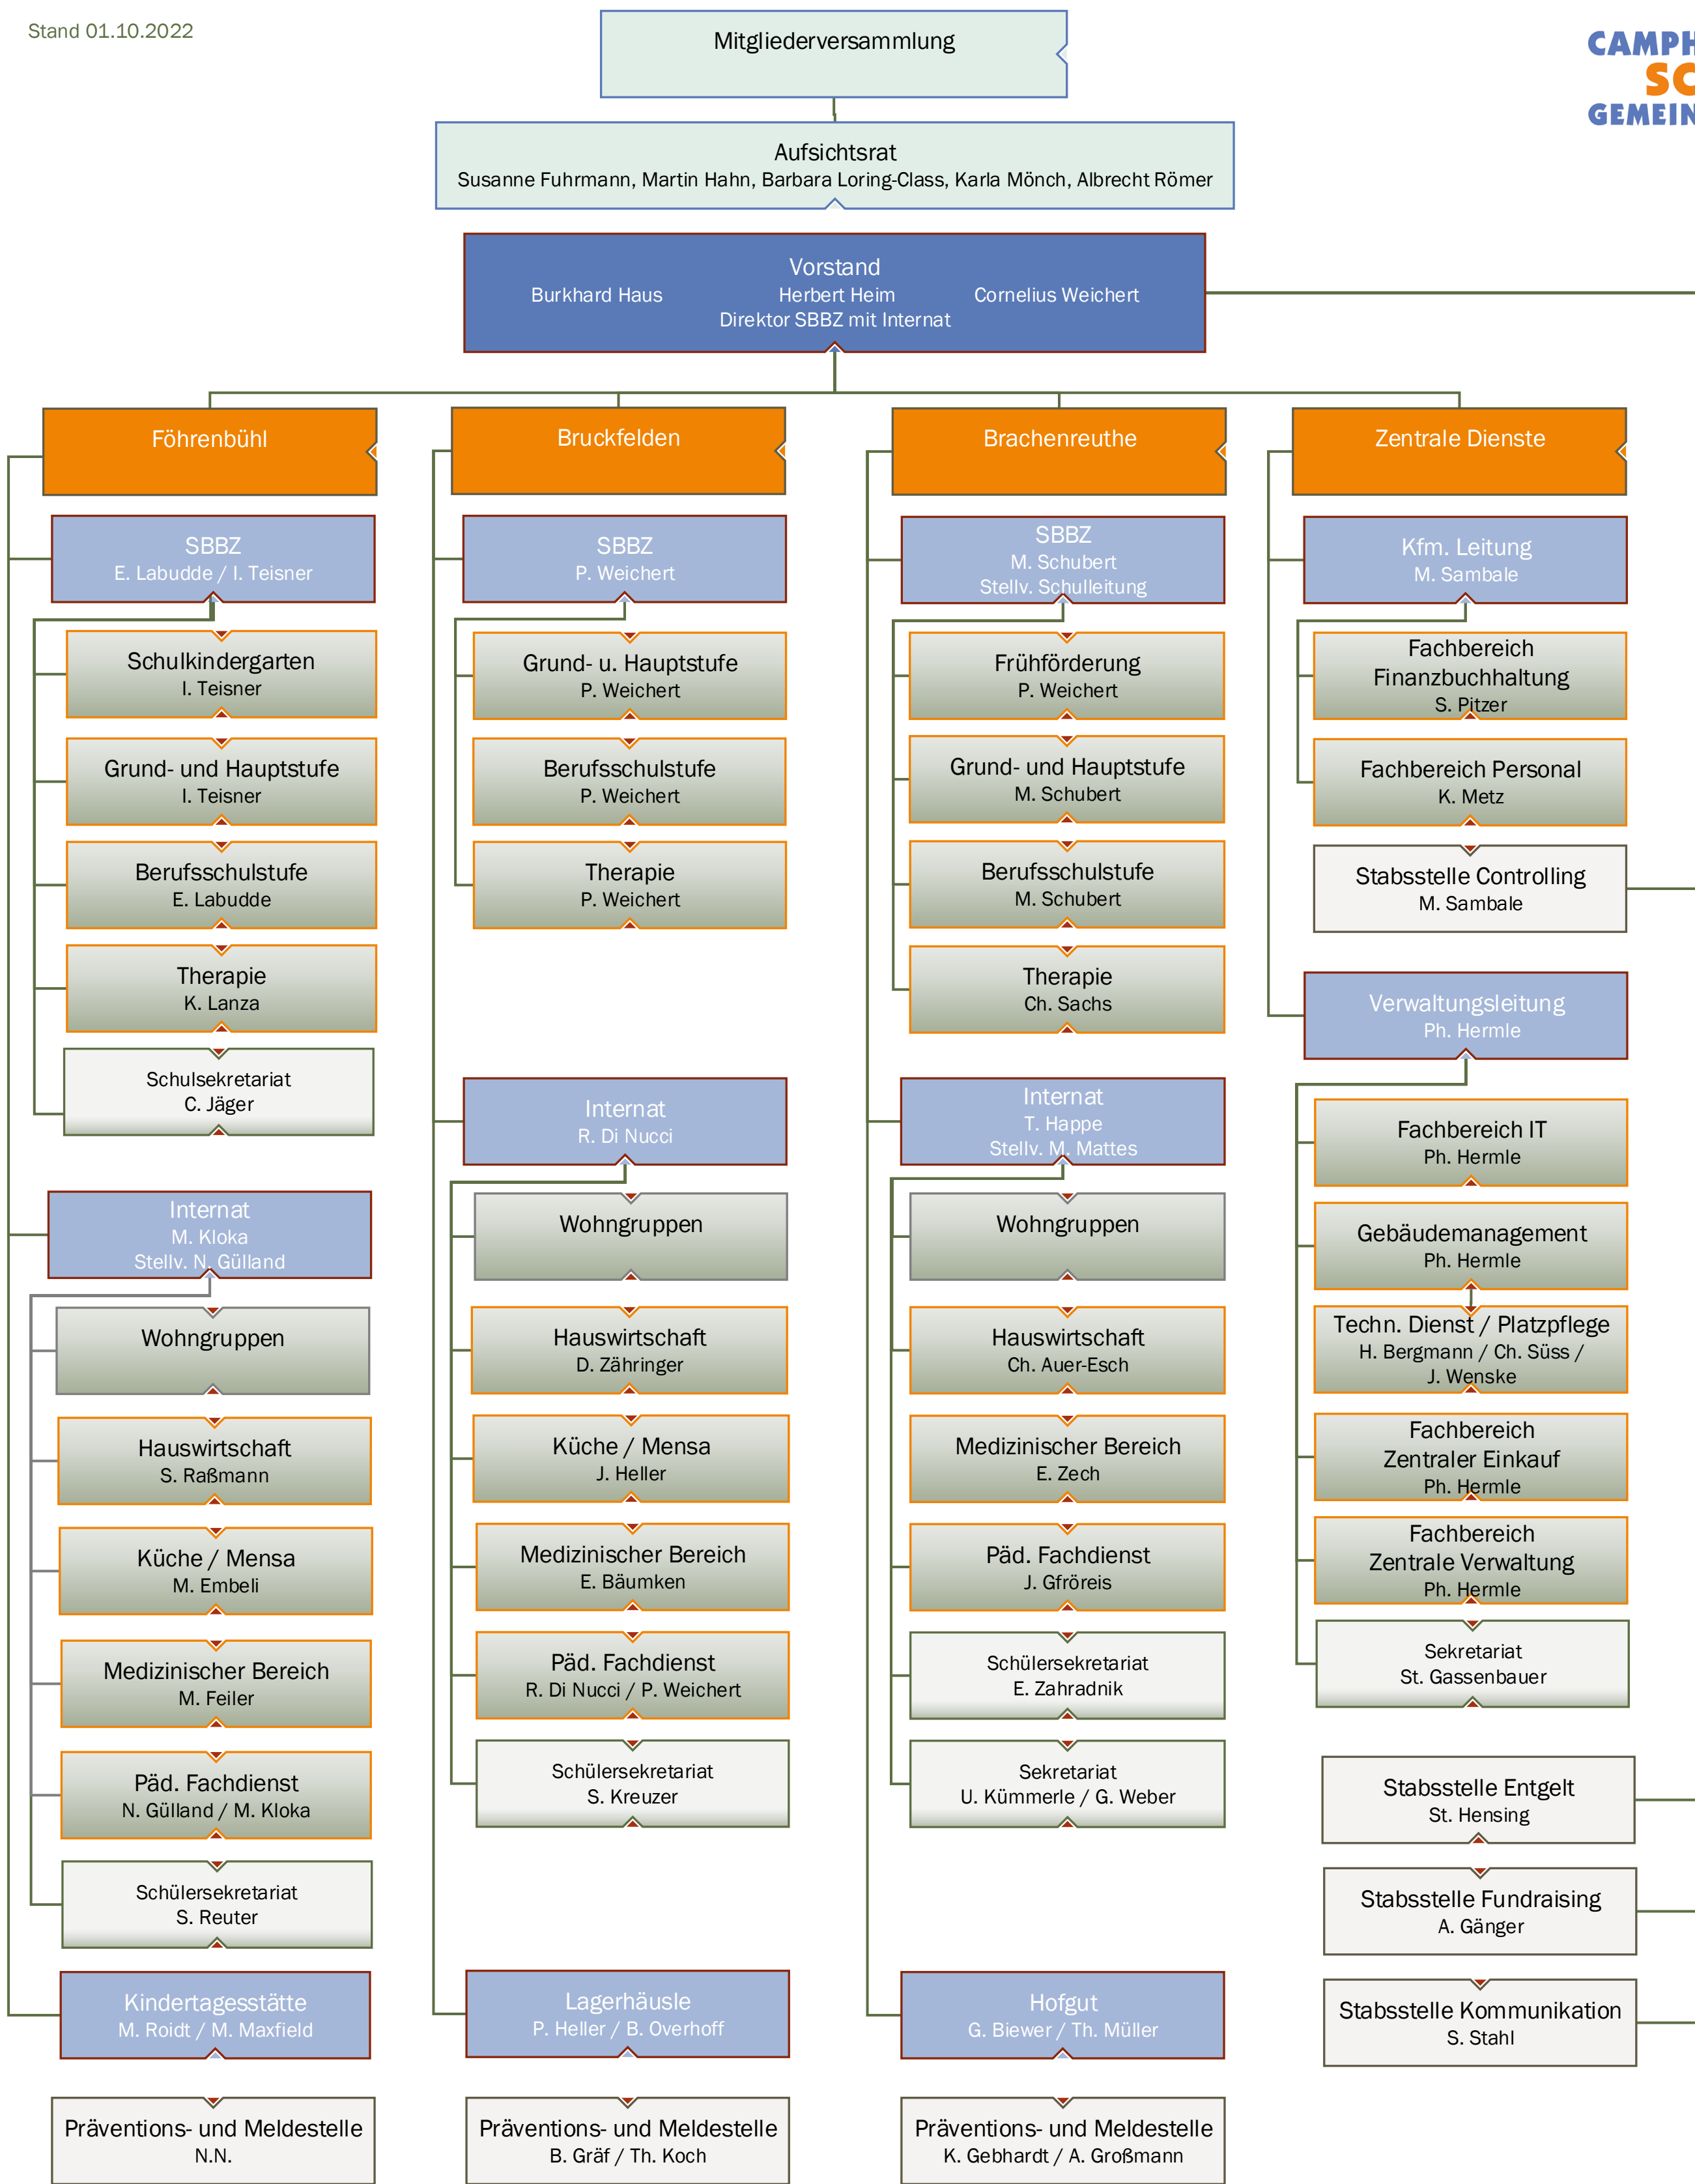 Stand 01.10.2022
CAMPH
SC
GEMEIN
Mitgliederversammlung
Aufsichtsrat
Susanne Fuhrmann, Martin Hahn, Barbara Loring-Class, Karla Mönch, Albrecht Römer
Vorstand
Burkhard Haus Herbert Heim Cornelius Weichert
Direktor SBBZ mit Internat
Föhrenbühl
SBBZ
E. Labudde / I. Teisner
Schulkindergarten
I. Teisner
Grund- und Hauptstufe
I. Teisner
Berufsschulstufe
E. Labudde
Therapie
K. Lanza
Schulsekretariat
C. Jäger
Internat
M. Kloka
Stellv. N. Gülland
Wohngruppen
Hauswirtschaft
S. Raßmann
Küche / Mensa
M. Embeli
Medizinischer Bereich
M. Feiler
Päd. Fachdienst
N. Gülland / M. Kloka
Schülersekretariat
S. Reuter
Kindertagesstätte
M. Roidt / M. Maxfield
Präventions- und Meldestelle
N.N.
Bruckfelden
SBBZ
P. Weichert
Grund- u. Hauptstufe
P. Weichert
Berufsschulstufe
P. Weichert
Therapie
P. Weichert
Internat
R. Di Nucci
Wohngruppen
Hauswirtschaft
D. Zähringer
Küche / Mensa
J. Heller
Medizinischer Bereich
E. Bäumken
Päd. Fachdienst
R. Di Nucci / P. Weichert
Schülersekretariat
S. Kreuzer
Lagerhäusle
P. Heller / B. Overhoff
Präventions- und Meldestelle
B. Gräf / Th. Koch
Brachenreuthe
SBBZ
M. Schubert
Stellv. Schulleitung
Frühförderung
P. Weichert
Grund- und Hauptstufe
M. Schubert
Berufsschulstufe
M. Schubert
Therapie
Ch. Sachs
Internat
T. Happe
Stellv. M. Mattes
Wohngruppen
Hauswirtschaft
Ch. Auer-Esch
Medizinischer Bereich
E. Zech
Päd. Fachdienst
J. Gfröreis
Schülersekretariat
E. Zahradnik
Sekretariat
U. Kümmerle / G. Weber
Hofgut
G. Biewer / Th. Müller
Präventions- und Meldestelle
K. Gebhardt / A. Großmann
Zentrale Dienste
Kfm. Leitung
M. Sambale
Fachbereich
Finanzbuchhaltung
S. Pitzer
Fachbereich Personal
K. Metz
Stabsstelle Controlling
M. Sambale
Verwaltungsleitung
Ph. Hermle
Fachbereich IT
Ph. Hermle
Gebäudemanagement
Ph. Hermle
Techn. Dienst / Platzpflege
H. Bergmann / Ch. Süss /
J. Wenske
Fachbereich
Zentraler Einkauf
Ph. Hermle
Fachbereich
Zentrale Verwaltung
Ph. Hermle
Sekretariat
St. Gassenbauer
Stabsstelle Entgelt
St. Hensing
Stabsstelle Fundraising
A. Gänger
Stabsstelle Kommunikation
S. Stahl